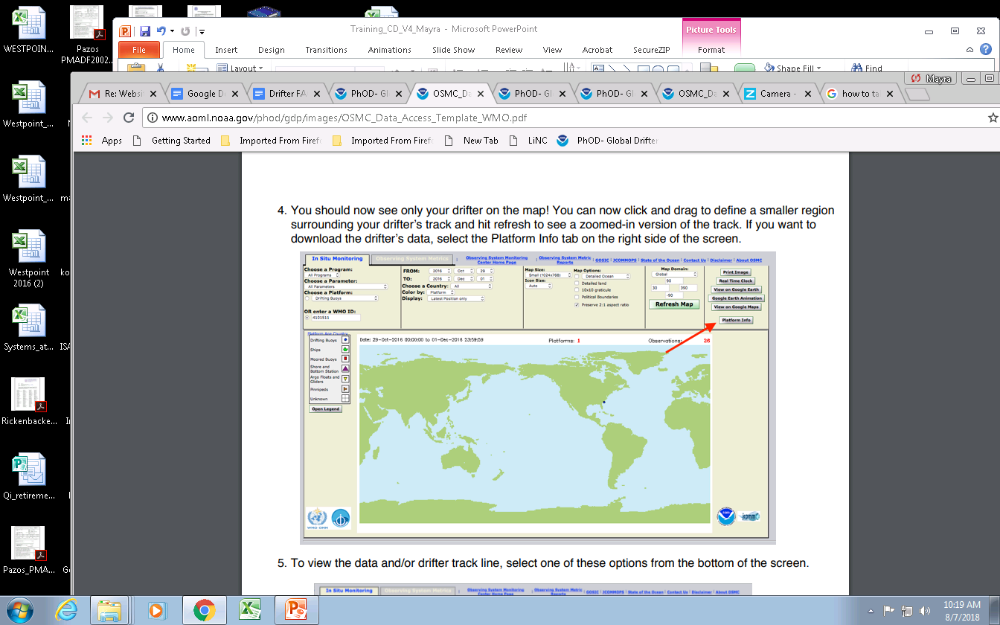 WESTPOIN...
Pazos
PMADF2002...
Westpoint_...
Westpoint_...
Westpoint
2016 (2)
Systems_at...
Rickenbacke...
Qi_retireme...
Pazos_PMA...
Training_CD_V4_Mayra - Microsoft PowerPoint
Picture Tools
File Home Insert Design Transitions Animations Slide Show Review View Acrobat SecureZIP Format
Layout Shape Fill Find
Mayra
Re: Websi Google D Drifter FA PhOD- Gl OSMC_Da PhOD- Gl PhOD- Gl OSMC_Da Camera - how to ta
www.aoml.noaa.gov/phod/gdp/images/OSMC_Data_Access_Template_WMO.pdf
Apps Getting Started Imported From Firef Imported From Firef New Tab LiNC PhOD- Global Drifter
4. You should now see only your drifter on the map! You can now click and drag to define a smaller region
surrounding your drifter's track and hit refresh to see a zoomed-in version of the track. If you want to
download the drifter's data, select the Platform Info tab on the right side of the screen.
In Situ Monitoring Observing System Metrics
Observing System Monitoring
Center Home Page
Observing System Metric
Reports
GOSIC | JCOMMOPS | State of the Ocean | Contact Us | Disclaimer | About OSMC
Choose a Program:
All Programs
Choose a Parameter:
All Parameters
Choose a Platform:
Drifting Buoys
OR enter a WMO ID:
4101511
FROM: 2016 Oct 29
TO: 2016 Dec 01
Choose a Country: All
Color by: Platform
Display: Latest Position only
Map Size:
Small (1024x768)
Icon Size:
Auto
Map Options:
Detailed Ocean
Detailed land
10x10 graticule
Political Boundaries
Preserve 2:1 aspect ratio
Map Domain:
Global
90
30 390
-90
Refresh Map
Print Image
Real Time Clock
View on Google Earth
Google Earth Animation
View on Google Maps
Platform Info
Drifting Buoys
Ships
Moored Buoys
Shore and
Bottom Station
Argo Floats and
Gliders
Pinnipeds
Unknown
Open Legend
Date: 29-Oct-2016 00:00:00 to 01-Dec-2016 23:59:59 Platforms: 1 Observations: 26
jcomm
5. To view the data and/or drifter track line, select one of these options from the bottom of the screen.
In Situ Monitoring Observing System Metrics
Observing System Monitoring
Center Home Page
Observing System Metric
Reports
GOSIC | JCOMMOPS | State of the Ocean | Contact Us | Disclaimer | About OSMC
10:19 AM
8/7/2018